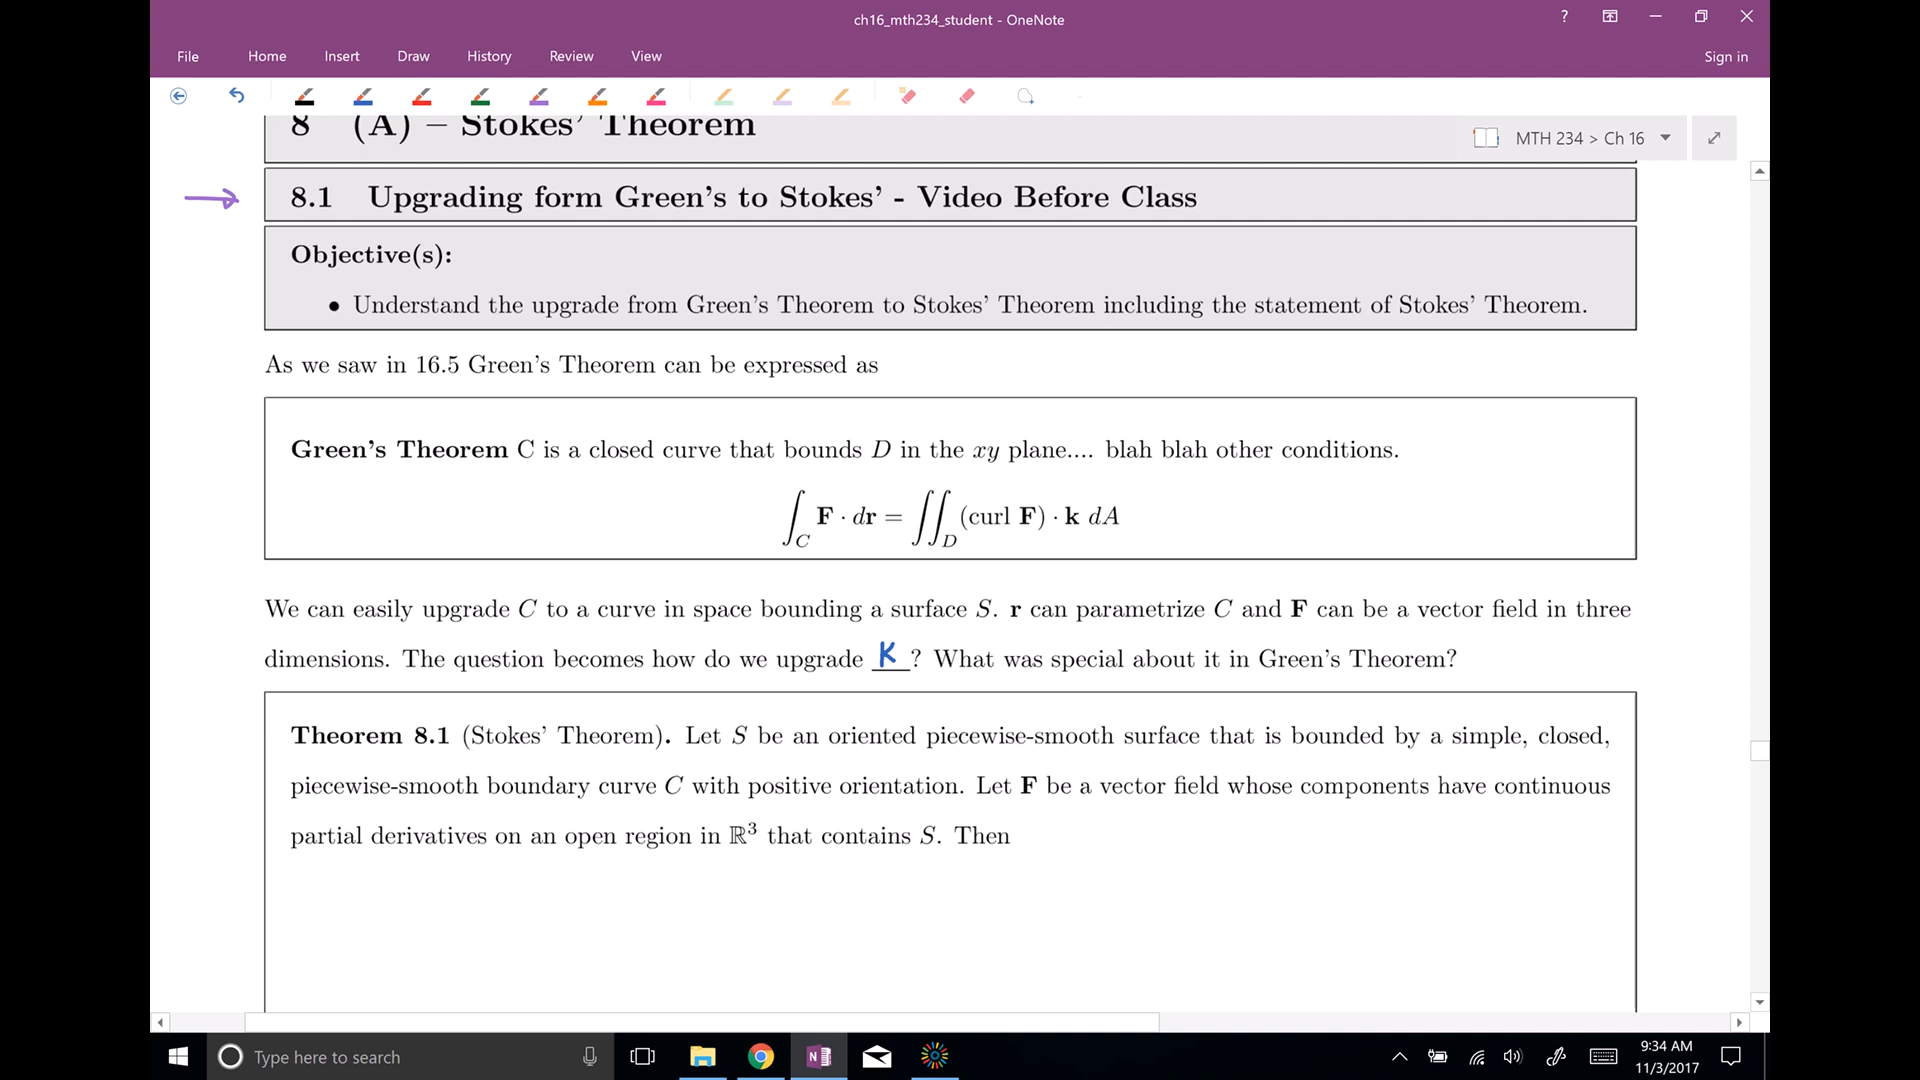 ch16_mth234_student - OneNote
?
File Home Insert Draw History Review View Sign in
8 (A) – Stokes' Theorem
MTH 234 > Ch 16
8.1 Upgrading form Green's to Stokes' - Video Before Class
Objective(s):
• Understand the upgrade from Green's Theorem to Stokes' Theorem including the statement of Stokes' Theorem.
As we saw in 16.5 Green's Theorem can be expressed as
Green's Theorem C is a closed curve that bounds D in the xy plane.... blah blah other conditions.
∫_C F · dr = ∬_D (curl F) · k dA
We can easily upgrade C to a curve in space bounding a surface S. r can parametrize C and F can be a vector field in three
dimensions. The question becomes how do we upgrade K? What was special about it in Green's Theorem?
Theorem 8.1 (Stokes' Theorem). Let S be an oriented piecewise-smooth surface that is bounded by a simple, closed,
piecewise-smooth boundary curve C with positive orientation. Let F be a vector field whose components have continuous
partial derivatives on an open region in ℝ³ that contains S. Then
Type here to search
N
9:34 AM
11/3/2017